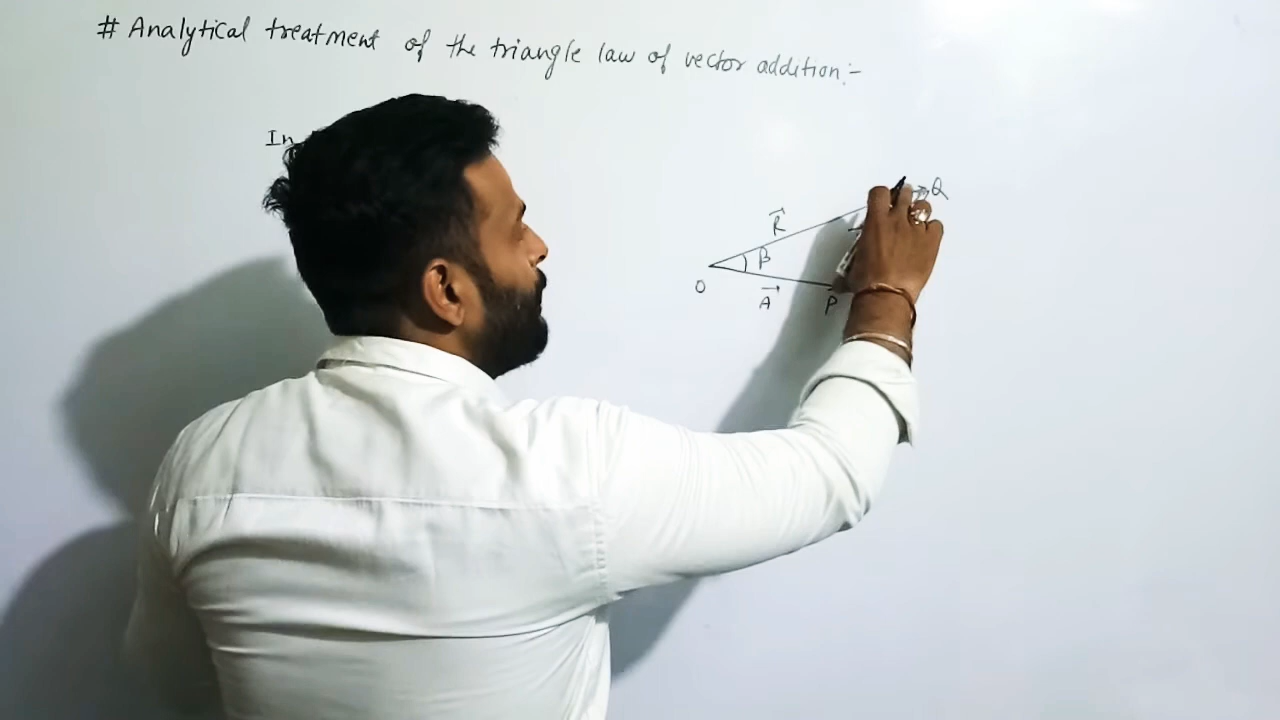 # Analytical treatment of the triangle law of vector addition:-
In
Q
R
β
O
A
P